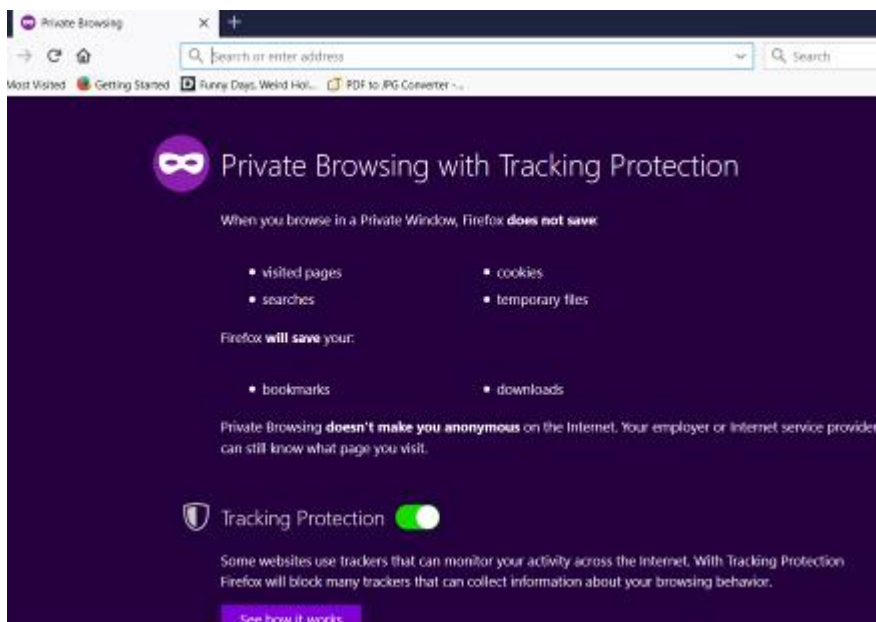 Private Browsing
Search or enter address
Search
Most Visited Getting Started Funny Days, Weird Hol... PDF to JPG Converter -...
Private Browsing with Tracking Protection
When you browse in a Private Window, Firefox does not save:
visited pages cookies
searches temporary files
Firefox will save your:
bookmarks downloads
Private Browsing doesn't make you anonymous on the Internet. Your employer or Internet service provider
can still know what page you visit.
Tracking Protection
Some websites use trackers that can monitor your activity across the Internet. With Tracking Protection
Firefox will block many trackers that can collect information about your browsing behavior.
See how it works